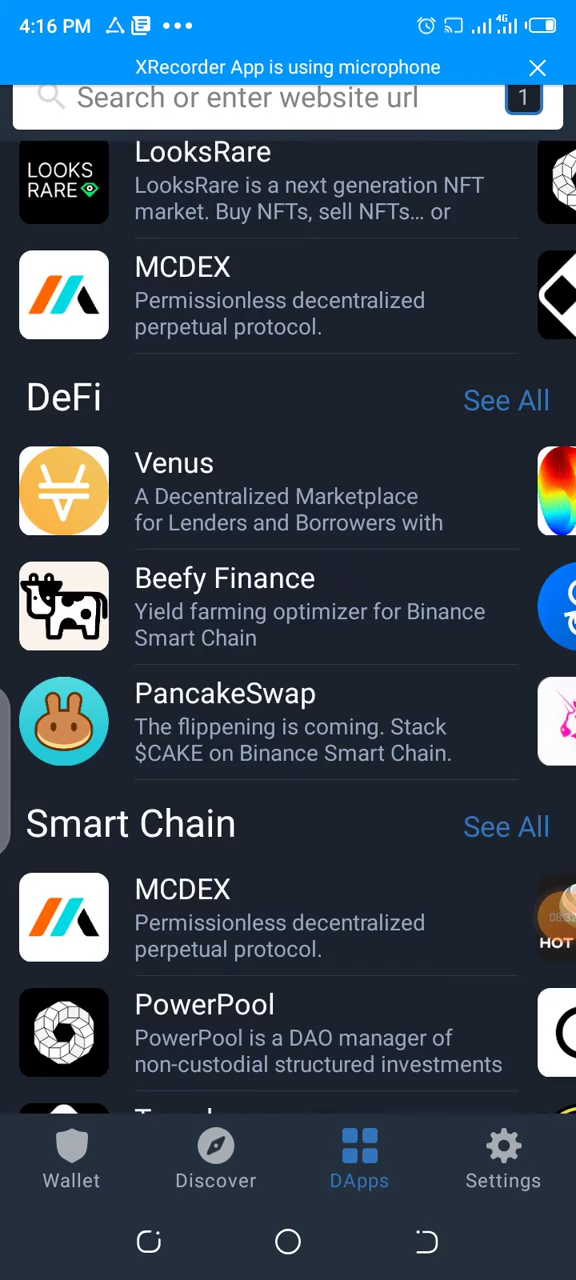 4:16 PM
4G
XRecorder App is using microphone
Search or enter website url
1
LOOKS
RARE
LooksRare
LooksRare is a next generation NFT
market. Buy NFTs, sell NFTs... or
MCDEX
Permissionless decentralized
perpetual protocol.
DeFi
See All
Venus
A Decentralized Marketplace
for Lenders and Borrowers with
Beefy Finance
Yield farming optimizer for Binance
Smart Chain
PancakeSwap
The flippening is coming. Stack
$CAKE on Binance Smart Chain.
Smart Chain
See All
MCDEX
Permissionless decentralized
perpetual protocol.
HOT
PowerPool
PowerPool is a DAO manager of
non-custodial structured investments
Wallet
Discover
DApps
Settings